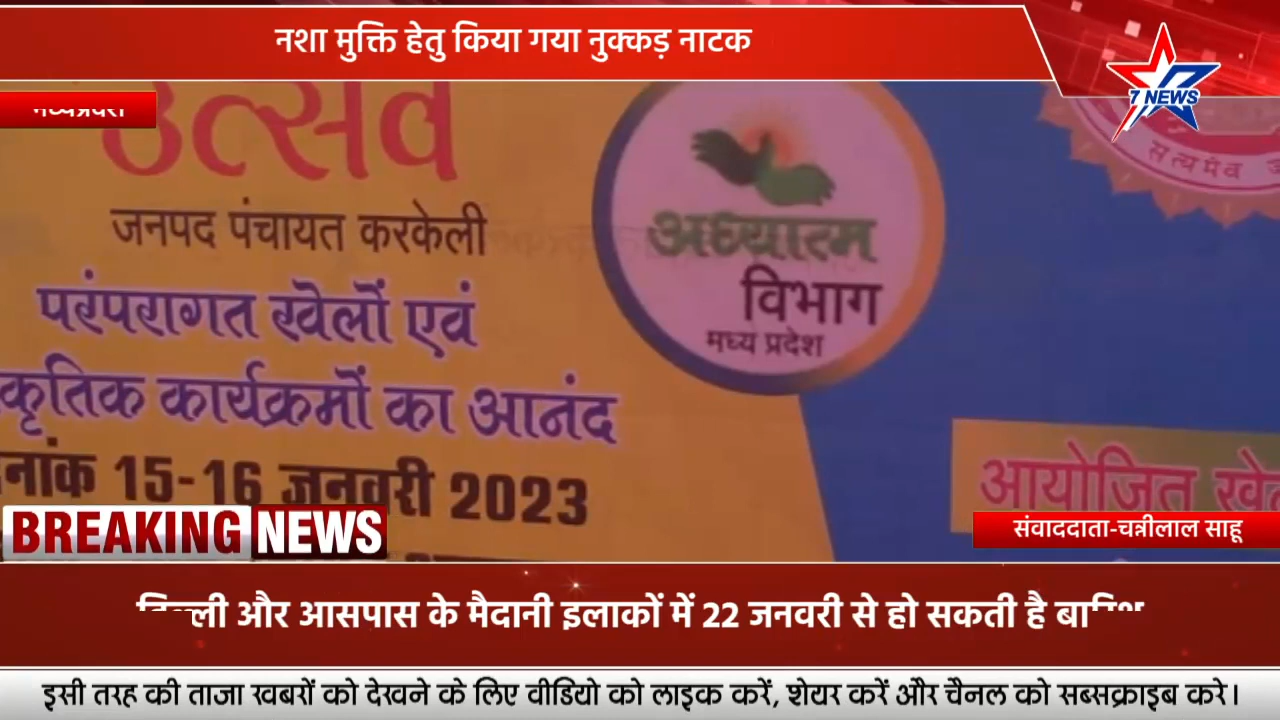 नशा मुक्ति हेतु किया गया नुक्कड़ नाटक
7 NEWS
उत्सव
जनपद पंचायत करकेली
परंपरागत खेलों एवं
कार्यक्रमों का आनंद
15-16 जनवरी 2023
अध्यात्म
विभाग
मध्य प्रदेश
सत्यमेव
आयोजित
BREAKING NEWS
संवाददाता-चन्नीलाल साहू
और आसपास के मैदानी इलाकों में 22 जनवरी से हो सकती है
इसी तरह की ताजा खबरों को देखने के लिए वीडियो को लाइक करें, शेयर करें और चैनल को सब्सक्राइब करे।